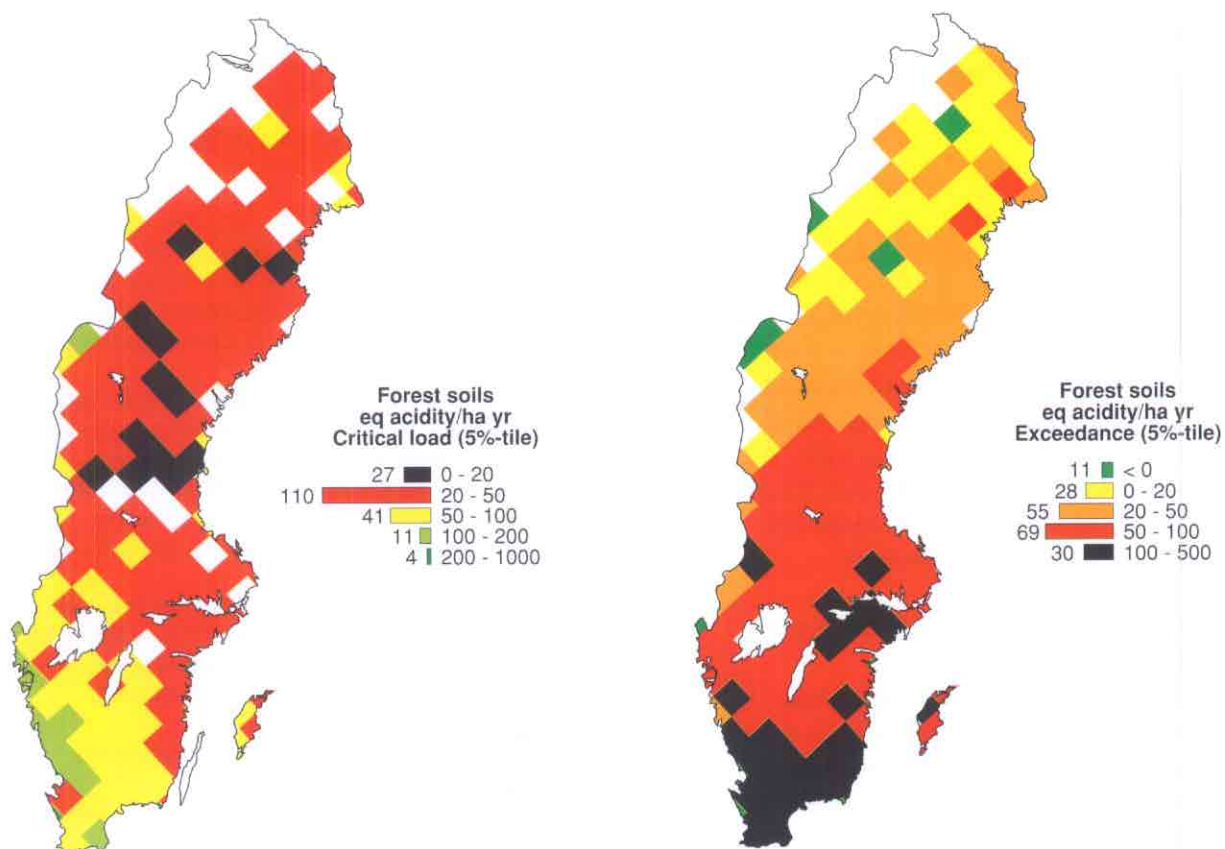 Forest soils
eq acidity/ha yr
Critical load (5%-tile)
27 0 - 20
110 20 - 50
41 50 - 100
11 100 - 200
4 200 - 1000
Forest soils
eq acidity/ha yr
Exceedance (5%-tile)
11 < 0
28 0 - 20
55 20 - 50
69 50 - 100
30 100 - 500